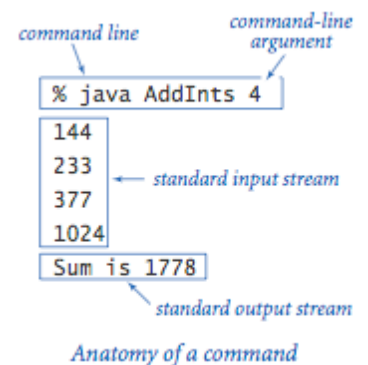 command line
command-line
argument
% java AddInts 4
144
233
377
1024
standard input stream
Sum is 1778
standard output stream
Anatomy of a command